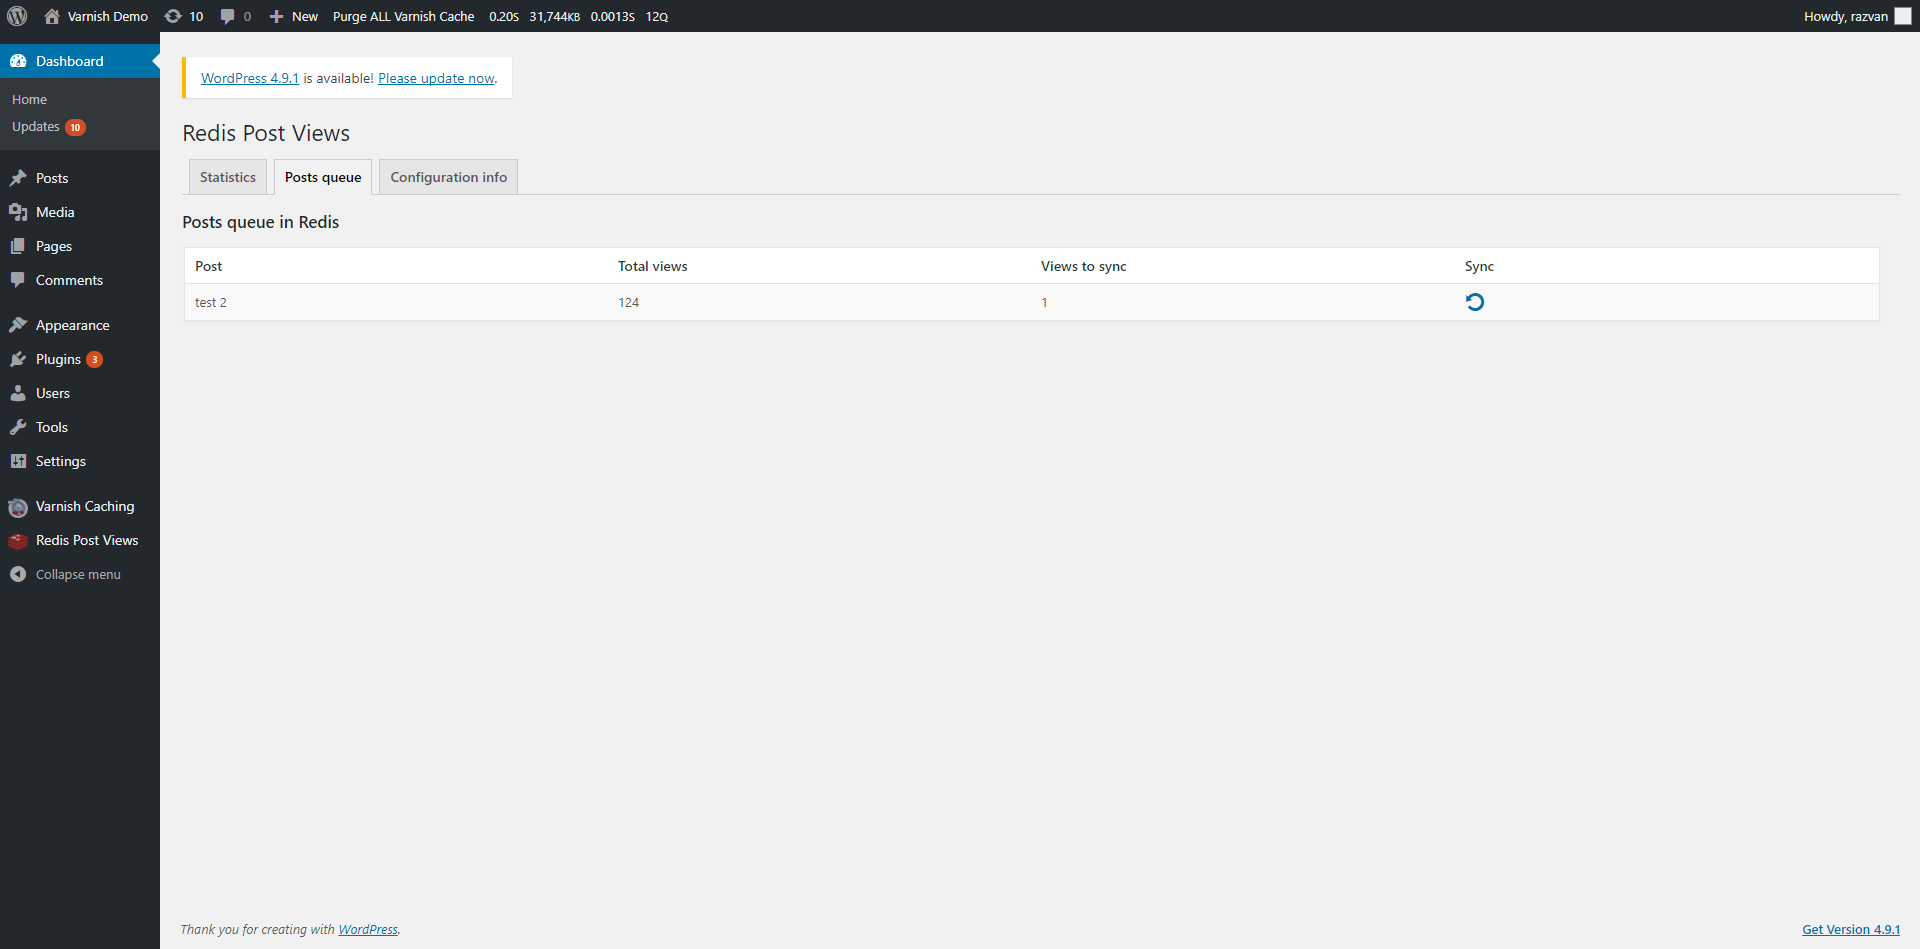 Varnish Demo 10 0 New Purge ALL Varnish Cache 0.20S 31,744KB 0.0013S 12Q Howdy, razvan
Dashboard
Home
Updates 10
Posts
Media
Pages
Comments
Appearance
Plugins 3
Users
Tools
Settings
Varnish Caching
Redis Post Views
Collapse menu
WordPress 4.9.1 is available! Please update now.
Redis Post Views
Statistics Posts queue Configuration info
Posts queue in Redis
Post Total views Views to sync Sync
test 2 124 1
Thank you for creating with WordPress. Get Version 4.9.1